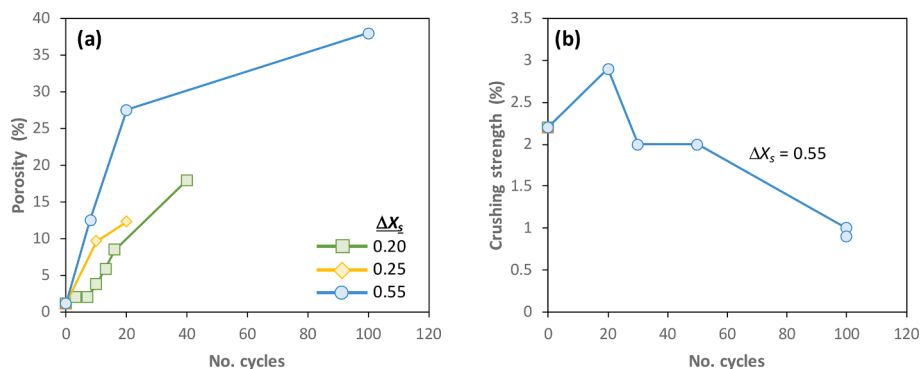 (a)
Porosity (%)
40
35
30
25
20
15
10
5
0
0 20 40 60 80 100 120
No. cycles
ΔXs
0.20
0.25
0.55
(b)
Crushing strength (%)
3.5
3
2.5
2
1.5
1
0.5
0
0 20 40 60 80 100 120
No. cycles
ΔXs = 0.55